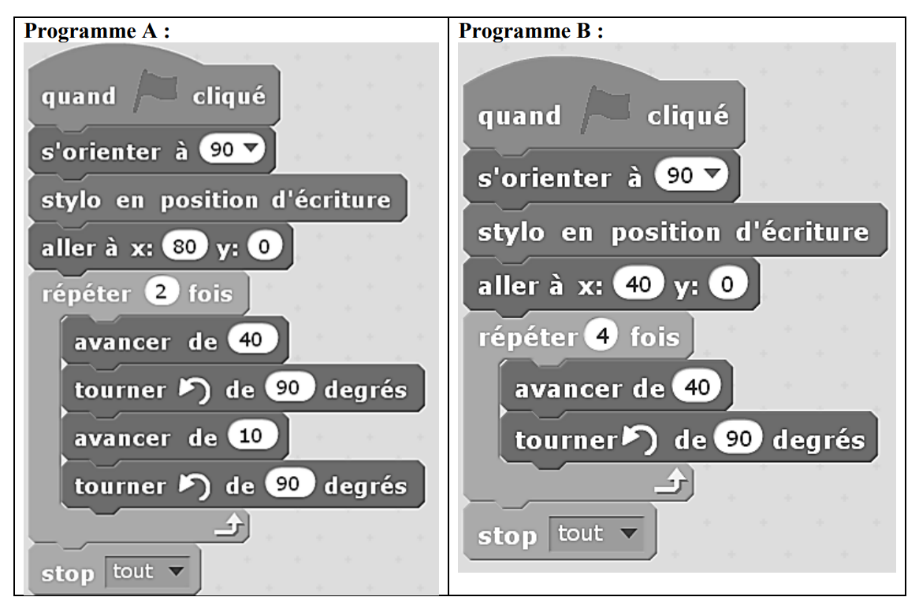 Programme A :
quand cliqué
s'orienter à 90
stylo en position d'écriture
aller à x: 80 y: 0
répéter 2 fois
avancer de 40
tourner de 90 degrés
avancer de 10
tourner de 90 degrés
stop tout
Programme B :
quand cliqué
s'orienter à 90
stylo en position d'écriture
aller à x: 40 y: 0
répéter 4 fois
avancer de 40
tourner de 90 degrés
stop tout